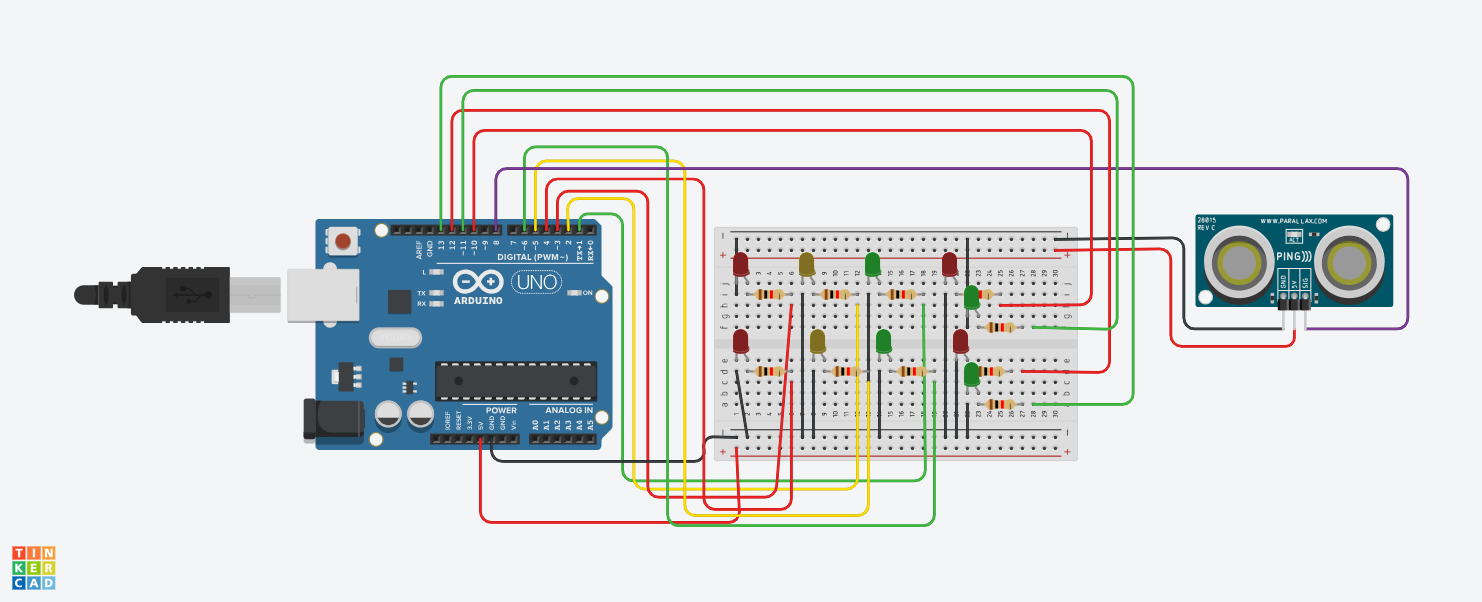 28015
REV C
WWW.PARALLAX.COM
ALT
PING)))
GND
5V
SIG
AREF
GND
13
12
~11
~10
~9
8
7
~6
~5
4
~3
2
TX→1
RX←0
DIGITAL (PWM~)
L
TX
RX
ARDUINO
UNO
ON
POWER
ANALOG IN
IOREF
RESET
3.3V
5V
GND
GND
Vin
A0
A1
A2
A3
A4
A5
TIN
KER
CAD